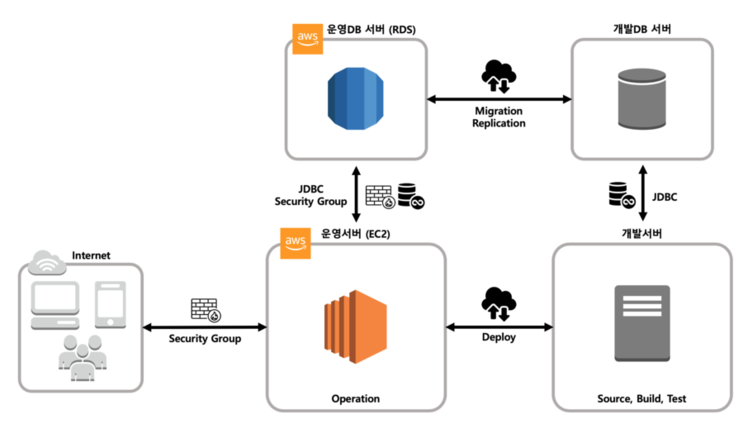 aws
운영DB 서버 (RDS)
개발DB 서버
Migration
Replication
JDBC
Security Group
JDBC
aws
운영서버 (EC2)
개발서버
Internet
Security Group
Deploy
Operation
Source, Build, Test